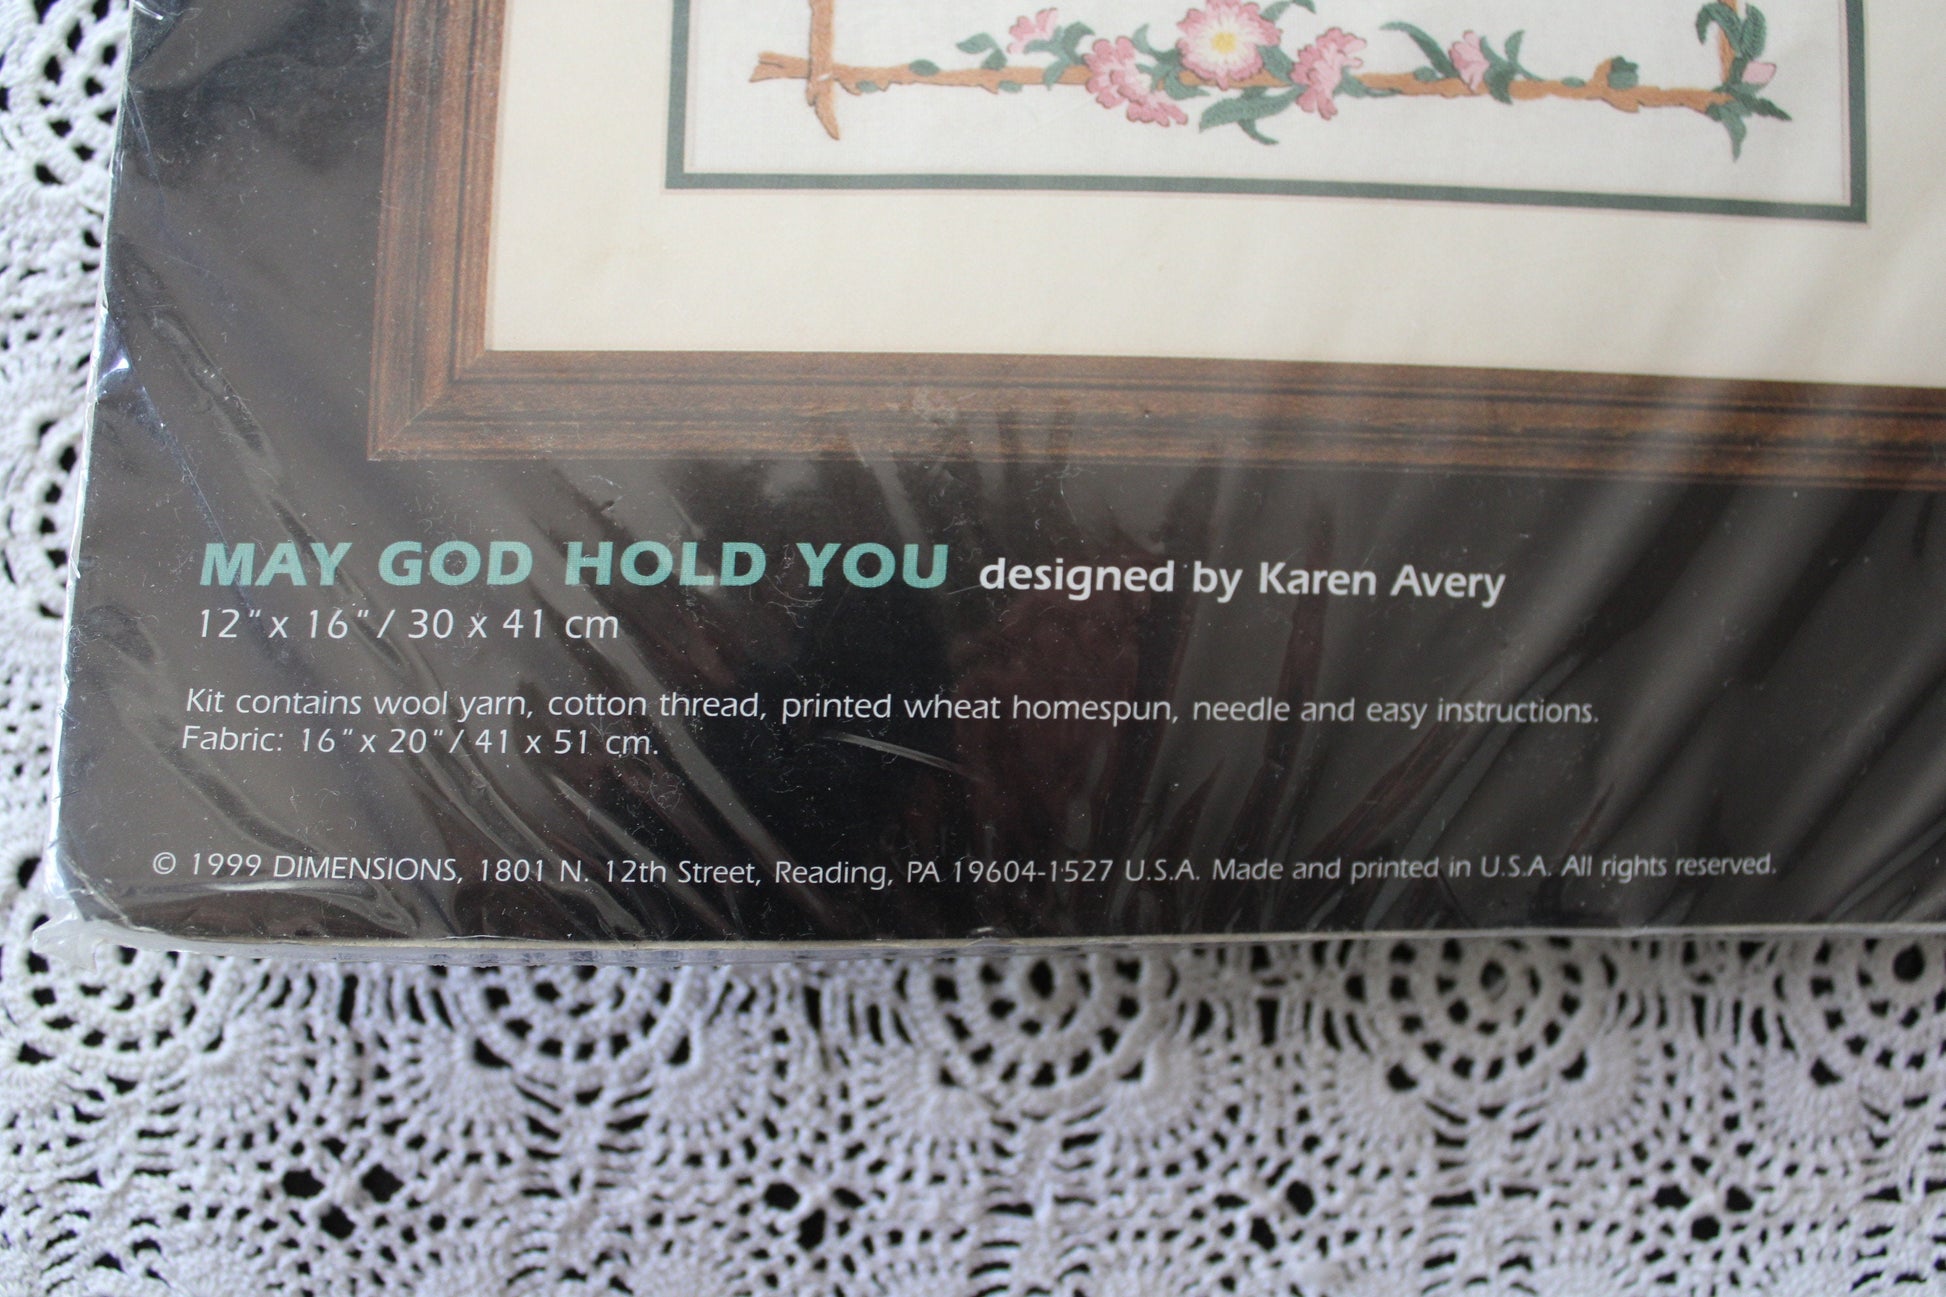 MAY GOD HOLD YOU designed by Karen Avery
12" x 16" / 30 x 41 cm
Kit contains wool yarn, cotton thread, printed wheat homespun, needle and easy instructions.
Fabric: 16" x 20" / 41 x 51 cm.
© 1999 DIMENSIONS, 1801 N. 12th Street, Reading, PA 19604-1527 U.S.A. Made and printed in U.S.A. All rights reserved.